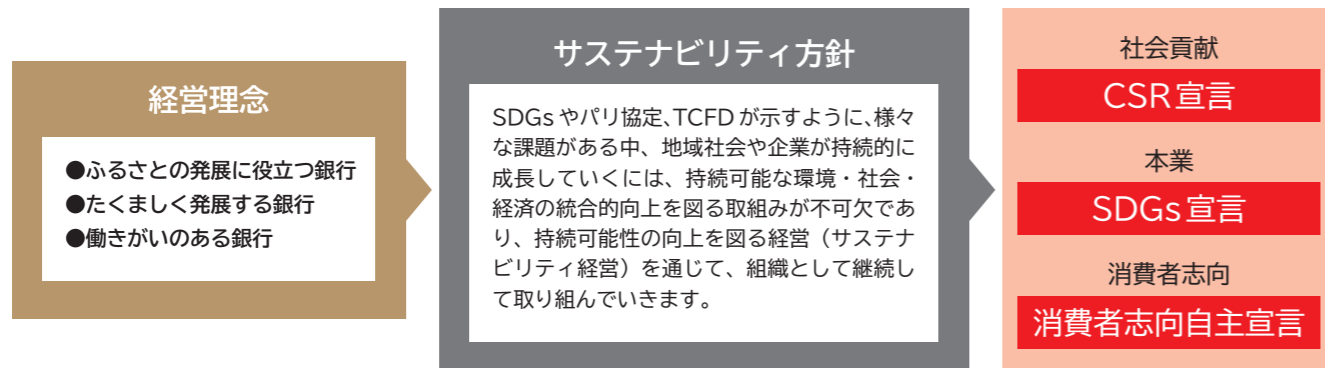 経営理念
●ふるさとの発展に役立つ銀行
●たくましく発展する銀行
●働きがいのある銀行
サステナビリティ方針
SDGsやパリ協定、TCFDが示すように、様々
な課題がある中、地域社会や企業が持続的に
成長していくには、持続可能な環境・社会・
経済の統合的向上を図る取組みが不可欠であ
り、持続可能性の向上を図る経営（サステナ
ビリティ経営）を通じて、組織として継続し
て取り組んでいきます。
社会貢献
CSR宣言
本業
SDGs宣言
消費者志向
消費者志向自主宣言